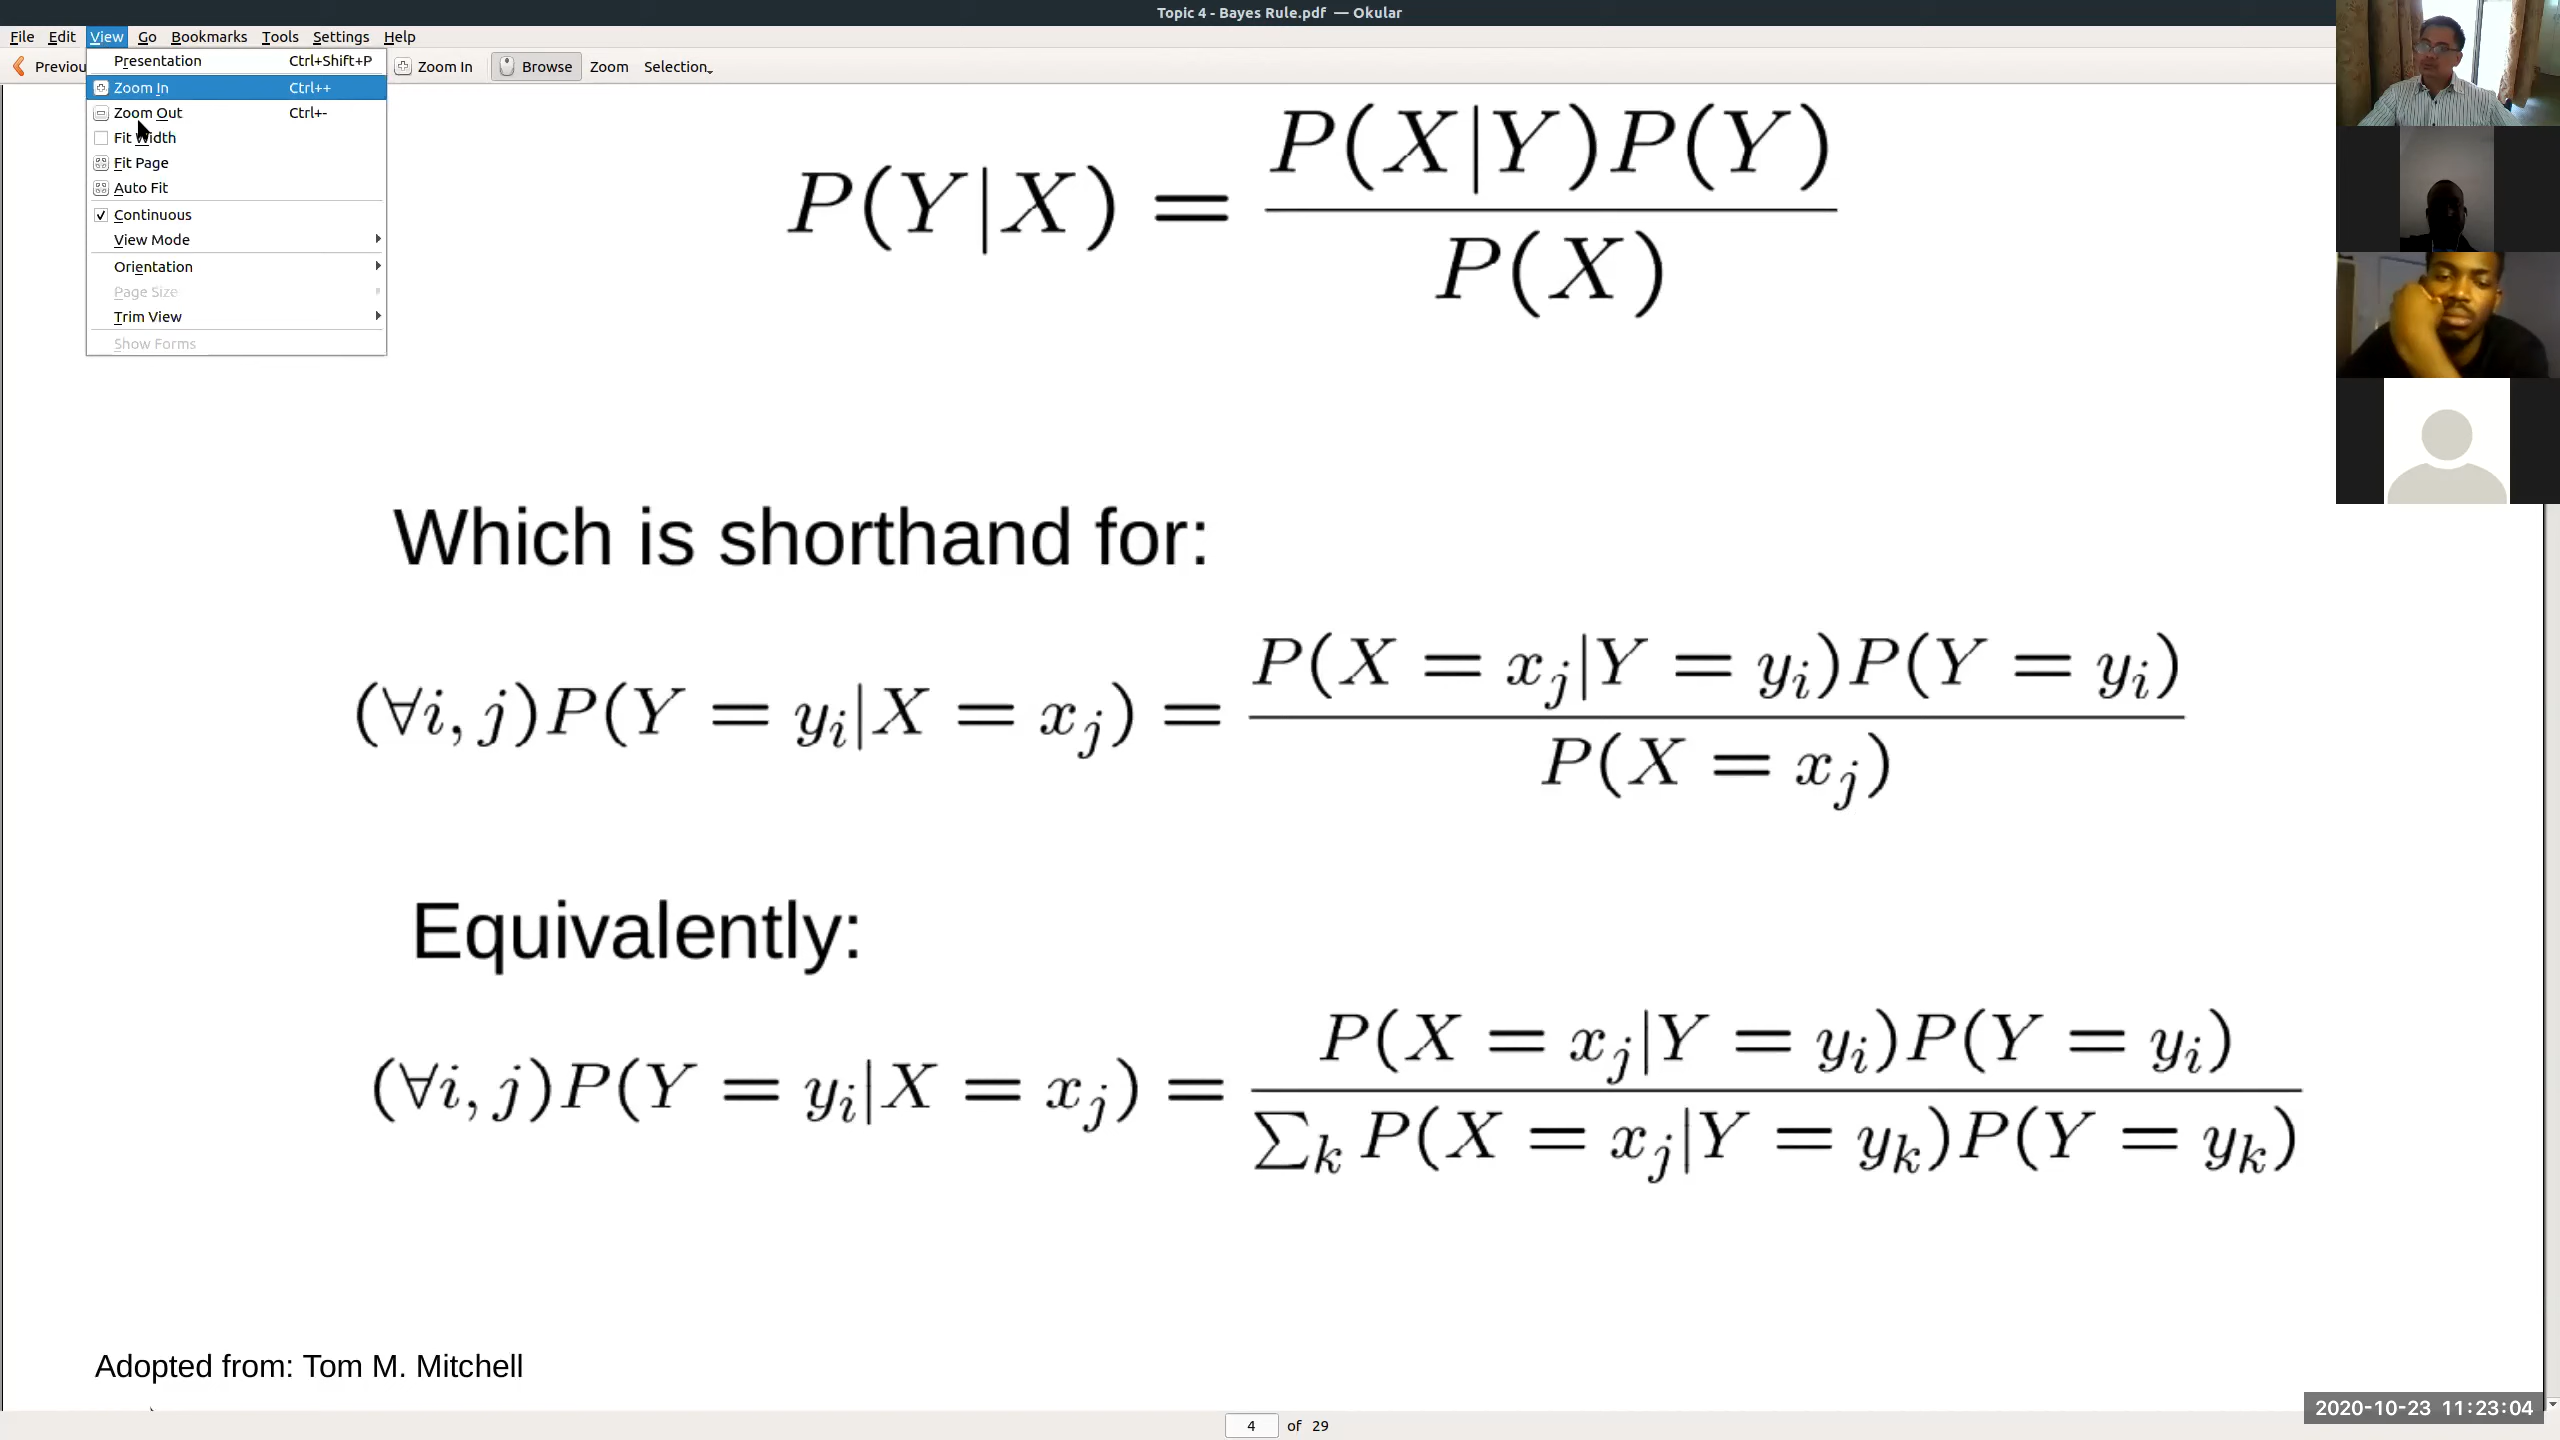 Topic 4 - Bayes Rule.pdf — Okular
File Edit View Go Bookmarks Tools Settings Help
Previou Zoom In Browse Zoom Selection
Presentation Ctrl+Shift+P
Zoom In Ctrl++
Zoom Out Ctrl+-
Fit Width
Fit Page
Auto Fit
Continuous
View Mode
Orientation
Page Size
Trim View
Show Forms
P(Y|X) = P(X|Y)P(Y) / P(X)
Which is shorthand for:
(∀i, j)P(Y = y_i|X = x_j) = P(X = x_j|Y = y_i)P(Y = y_i) / P(X = x_j)
Equivalently:
(∀i, j)P(Y = y_i|X = x_j) = P(X = x_j|Y = y_i)P(Y = y_i) / ∑_k P(X = x_j|Y = y_k)P(Y = y_k)
Adopted from: Tom M. Mitchell
4 of 29
2020-10-23 11:23:04